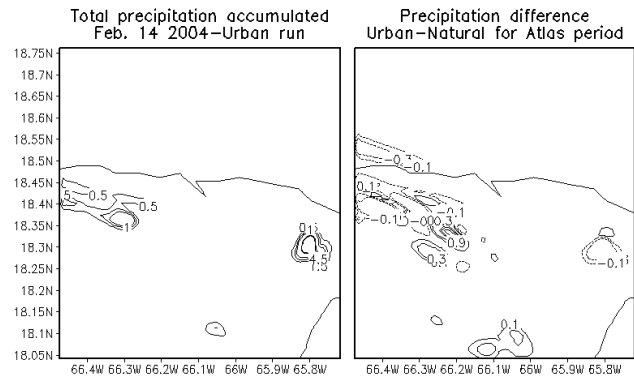 Total precipitation accumulated
Feb. 14 2004-Urban run
Precipitation difference
Urban-Natural for Atlas period
18.75N
18.7N
18.65N
18.6N
18.55N
18.5N
18.45N
18.4N
18.35N
18.3N
18.25N
18.2N
18.15N
18.1N
18.05N
0.5
0.5
1
4.5
1.5
-0.1
0.1
-0.1
-0.1
0.9
0.3
-0.1
0.1
66.4W 66.3W 66.2W 66.1W 66W 65.9W 65.8W
66.4W 66.3W 66.2W 66.1W 66W 65.9W 65.8W